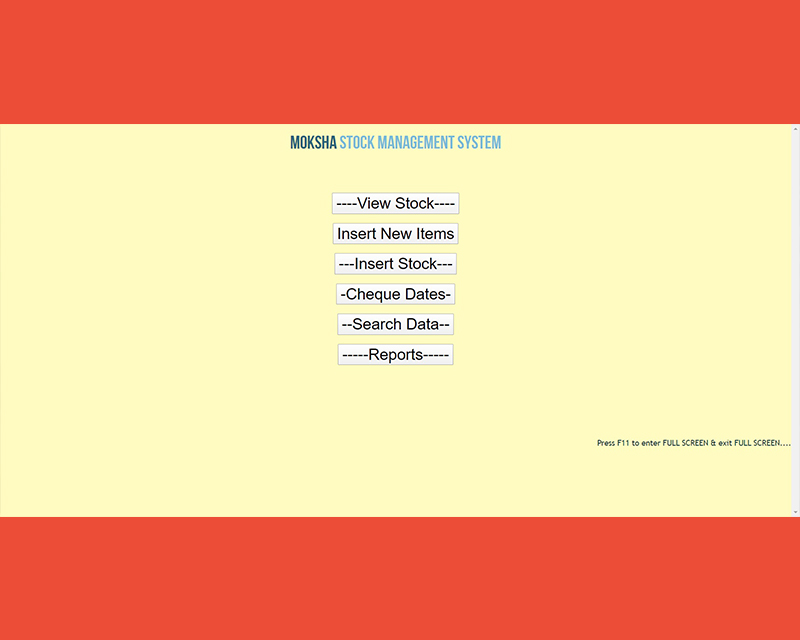 MOKSHA STOCK MANAGEMENT SYSTEM
----View Stock----
Insert New Items
---Insert Stock---
-Cheque Dates-
--Search Data--
-----Reports-----
Press F11 to enter FULL SCREEN & exit FULL SCREEN....